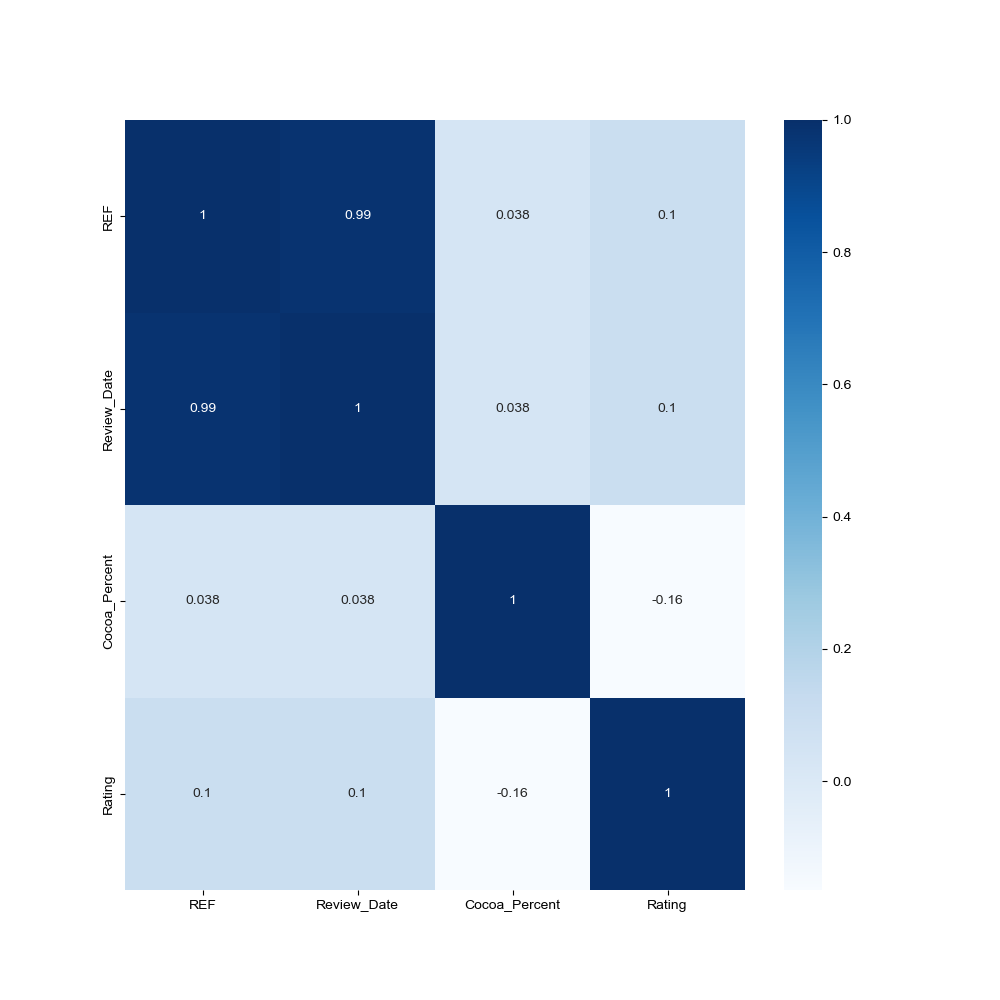 1.0
REF 1 0.99 0.038 0.1
0.8
Review_Date 0.99 1 0.038 0.1
0.6
0.4
Cocoa_Percent 0.038 0.038 1 -0.16
0.2
Rating 0.1 0.1 -0.16 1
0.0
REF Review_Date Cocoa_Percent Rating